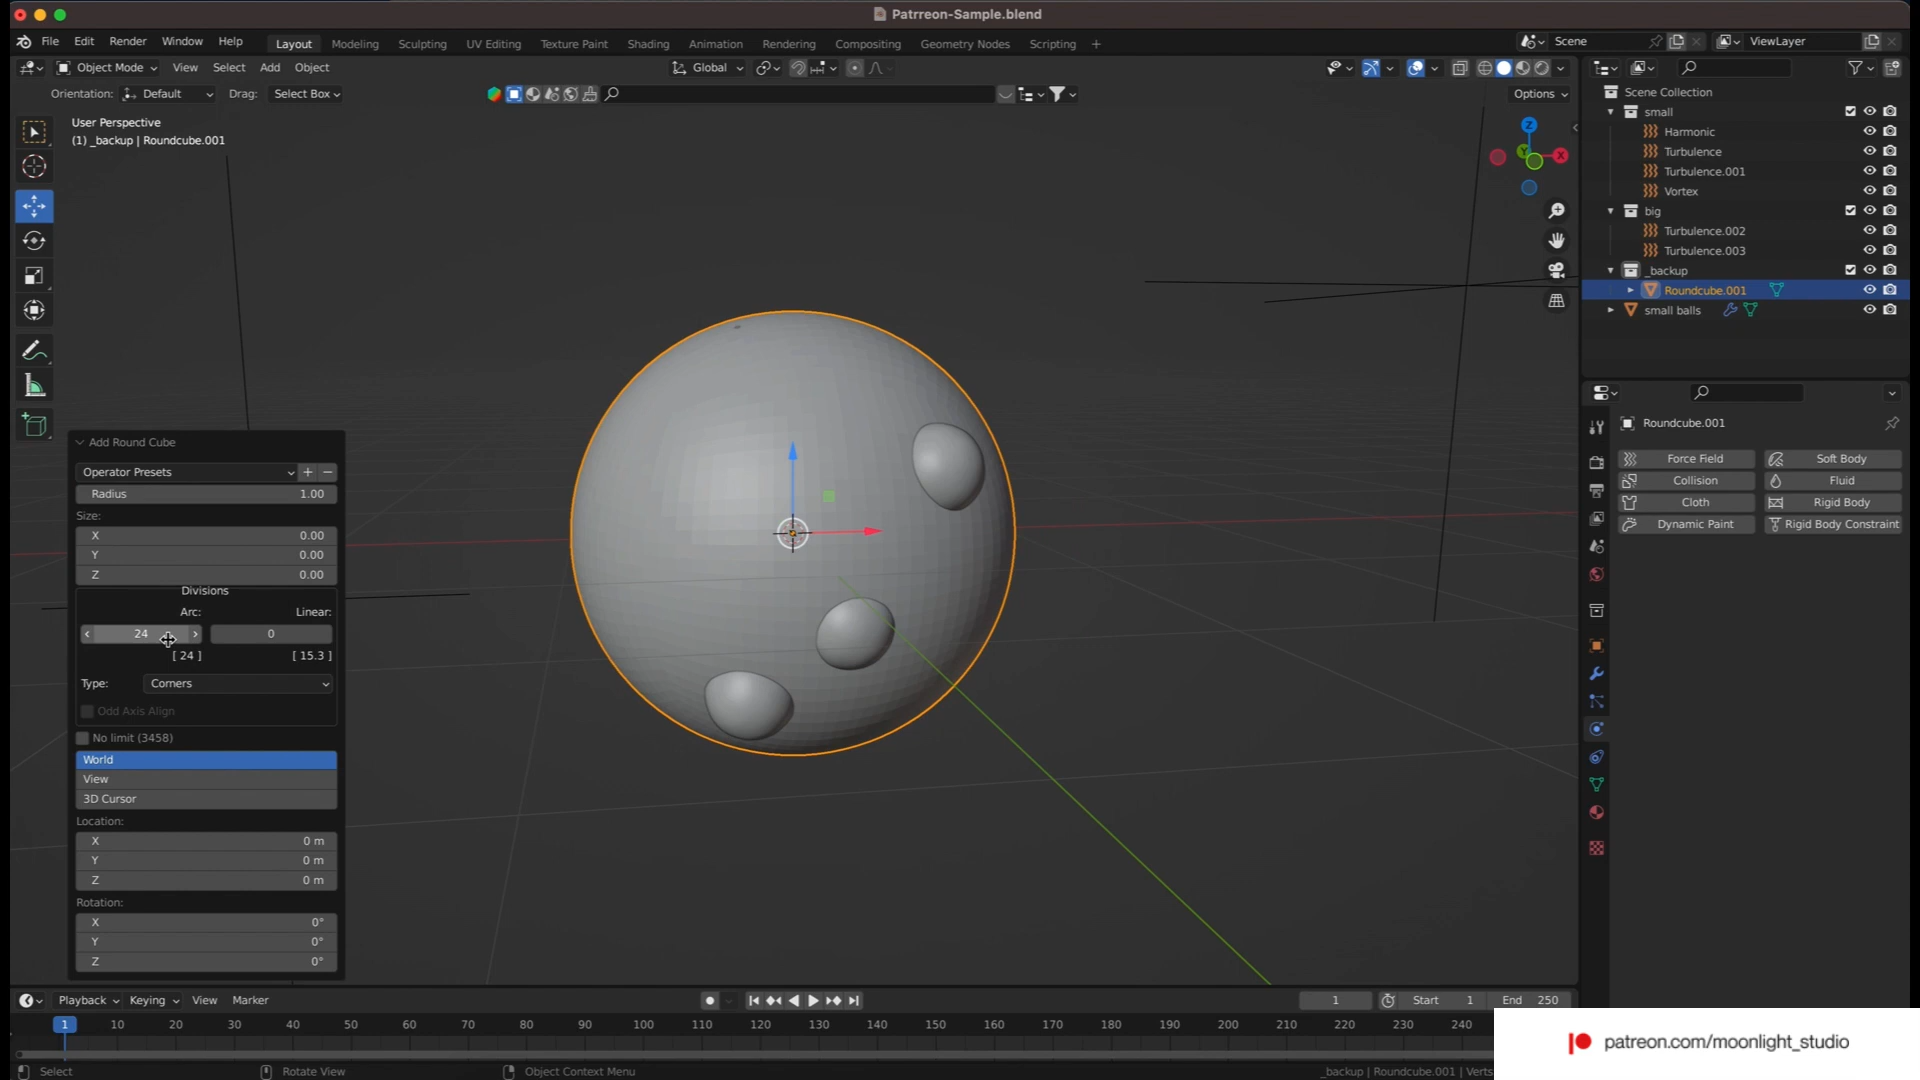 Patrreon-Sample.blend
File Edit Render Window Help Layout Modeling Sculpting UV Editing Texture Paint Shading Animation Rendering Compositing Geometry Nodes Scripting + Scene ViewLayer
Object Mode View Select Add Object Global
Orientation: Default Drag: Select Box Options
User Perspective
(1) _backup | Roundcube.001
Z
Y
X
Scene Collection
small
Harmonic
Turbulence
Turbulence.001
Vortex
big
Turbulence.002
Turbulence.003
_backup
Roundcube.001
small balls
Roundcube.001
Force Field Soft Body
Collision Fluid
Cloth Rigid Body
Dynamic Paint Rigid Body Constraint
Add Round Cube
Operator Presets + −
Radius 1.00
Size:
X 0.00
Y 0.00
Z 0.00
Divisions
Arc: Linear:
24 0
[ 24 ] [ 15.3 ]
Type: Corners
Odd Axis Align
No limit (3458)
World
View
3D Cursor
Location:
X 0 m
Y 0 m
Z 0 m
Rotation:
X 0°
Y 0°
Z 0°
Playback Keying View Marker 1 Start 1 End 250
1 10 20 30 40 50 60 70 80 90 100 110 120 130 140 150 160 170 180 190 200 210 220 230 240
patreon.com/moonlight_studio
Select Rotate View Object Context Menu _backup | Roundcube.001 | Verts